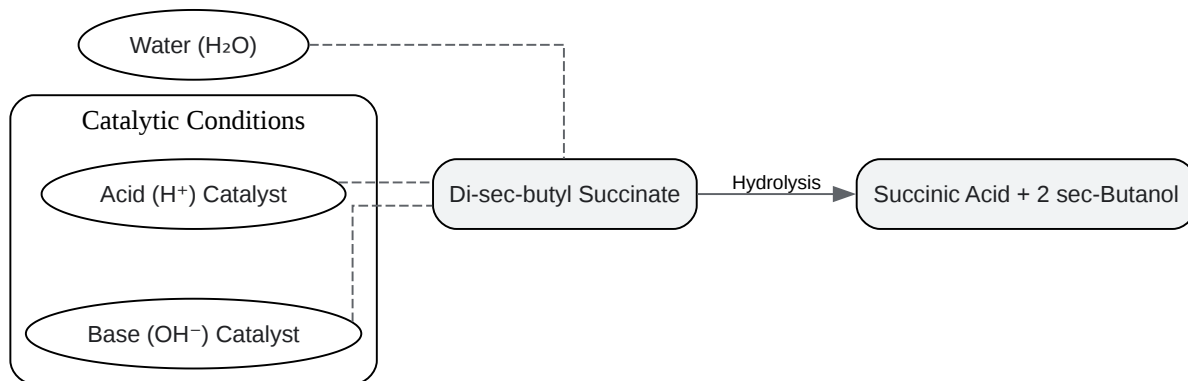 Water (H₂O)
Catalytic Conditions
Acid (H⁺) Catalyst
Di-sec-butyl Succinate
Hydrolysis
Succinic Acid + 2 sec-Butanol
Base (OH⁻) Catalyst